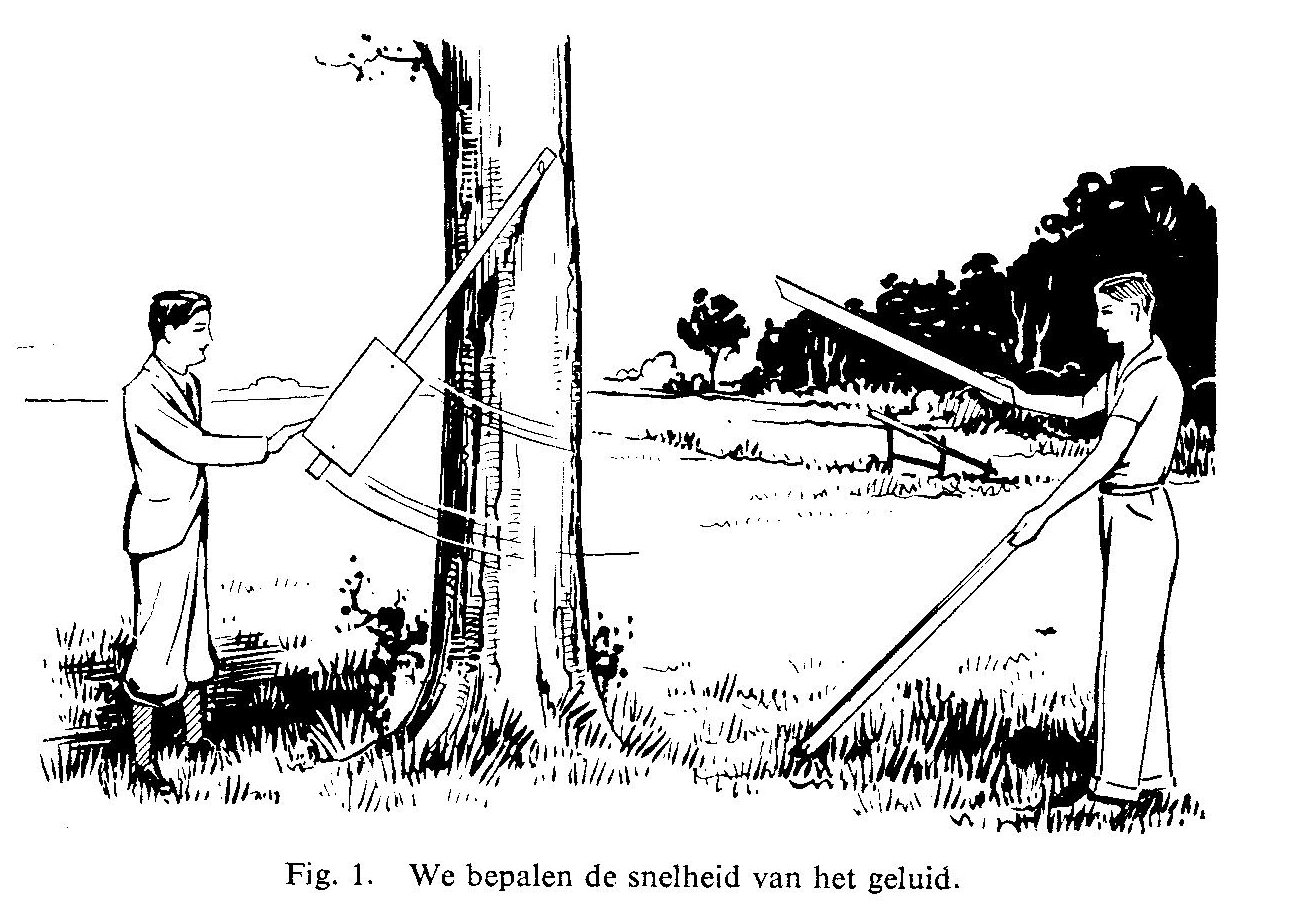 Fig. 1. We bepalen de snelheid van het geluid.